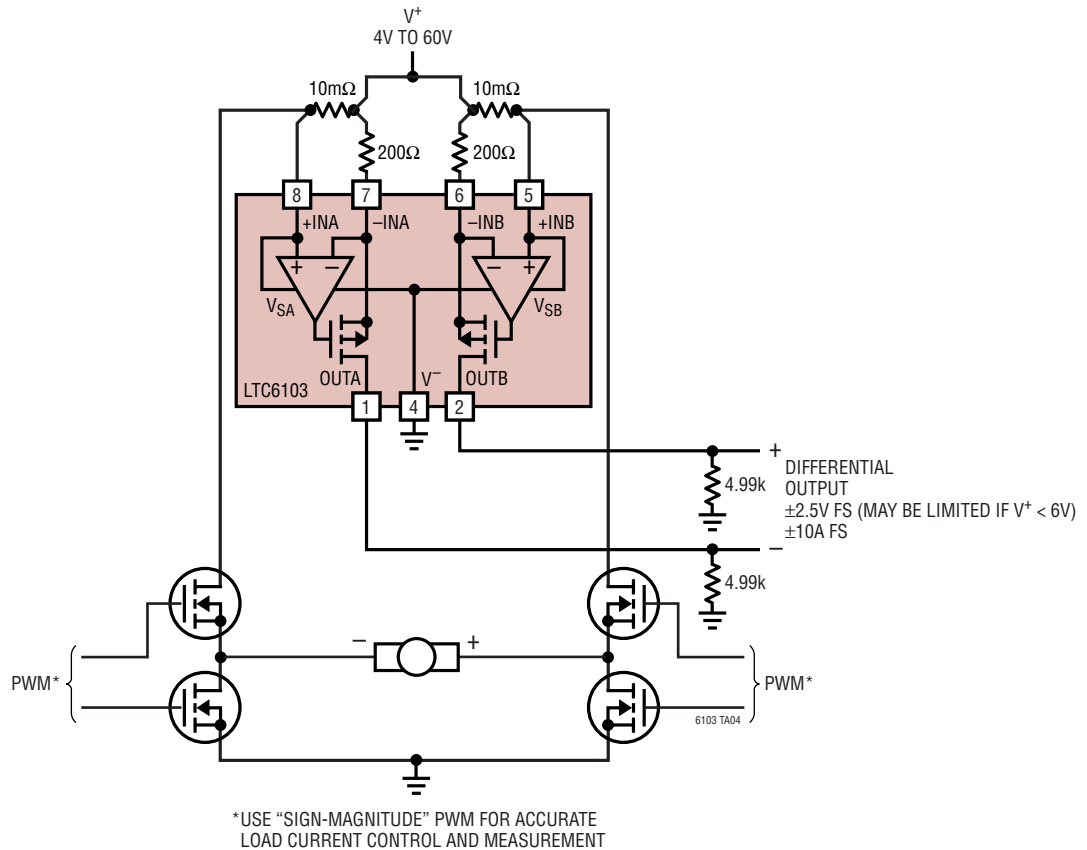 V+
4V TO 60V
10mΩ
10mΩ
200Ω
200Ω
8
7
6
5
+INA
–INA
–INB
+INB
+
–
–
+
VSA
VSB
OUTA
V–
OUTB
LTC6103
1
4
2
+
DIFFERENTIAL
OUTPUT
±2.5V FS (MAY BE LIMITED IF V+ < 6V)
±10A FS
4.99k
–
4.99k
–
+
PWM*
PWM*
6103 TA04
*USE “SIGN-MAGNITUDE” PWM FOR ACCURATE
LOAD CURRENT CONTROL AND MEASUREMENT